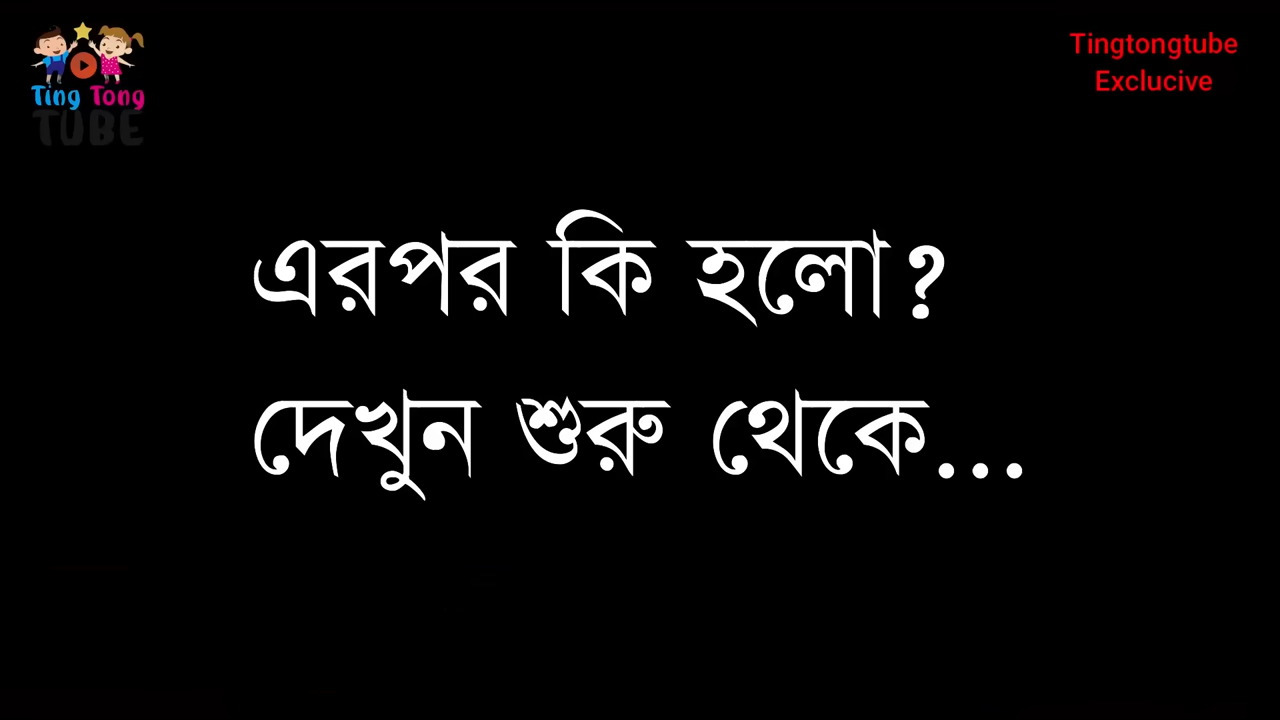 Ting Tong
TUBE
Tingtongtube
Exclucive
এরপর কি হলো?
দেখুন শুরু থেকে...